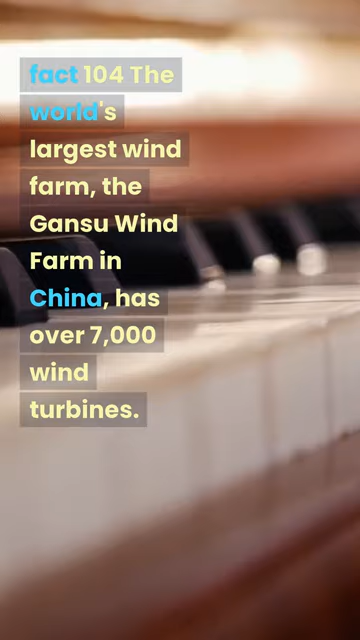 fact 104 The
world's
largest wind
farm, the
Gansu Wind
Farm in
China, has
over 7,000
wind
turbines.